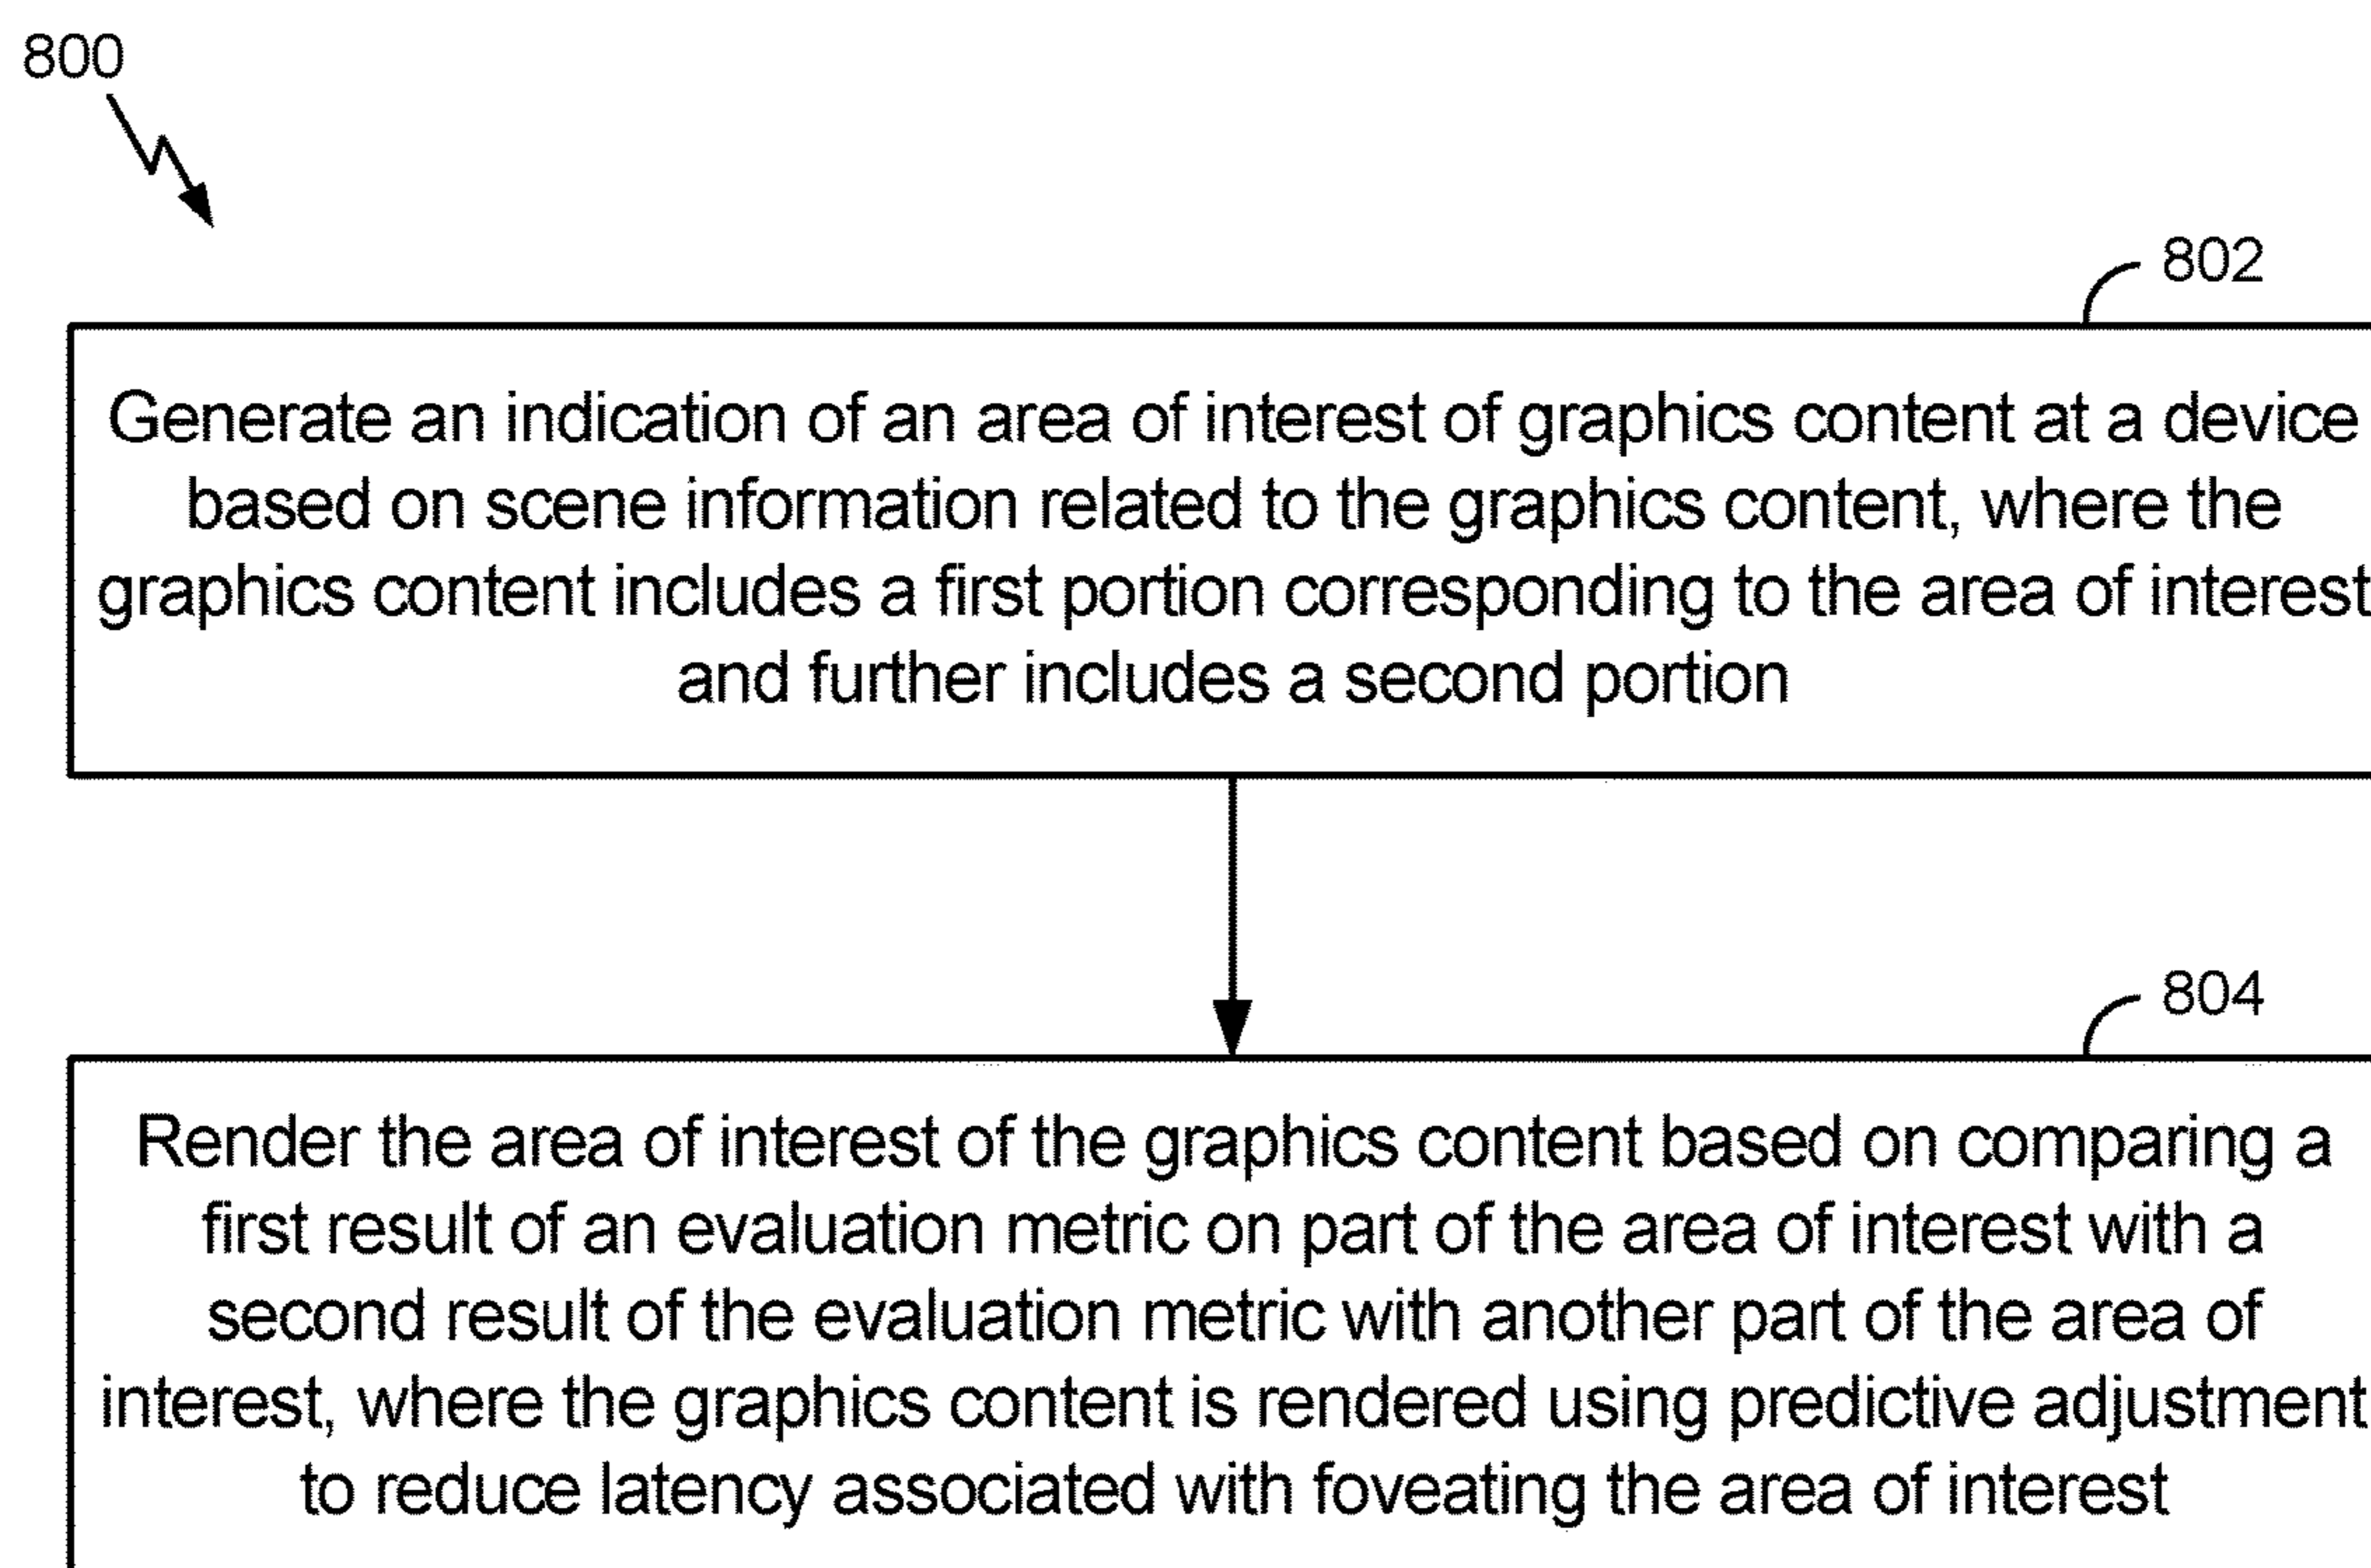 800
802
Generate an indication of an area of interest of graphics content at a device
based on scene information related to the graphics content, where the
graphics content includes a first portion corresponding to the area of interest
and further includes a second portion
804
Render the area of interest of the graphics content based on comparing a
first result of an evaluation metric on part of the area of interest with a
second result of the evaluation metric with another part of the area of
interest, where the graphics content is rendered using predictive adjustment
to reduce latency associated with foveating the area of interest